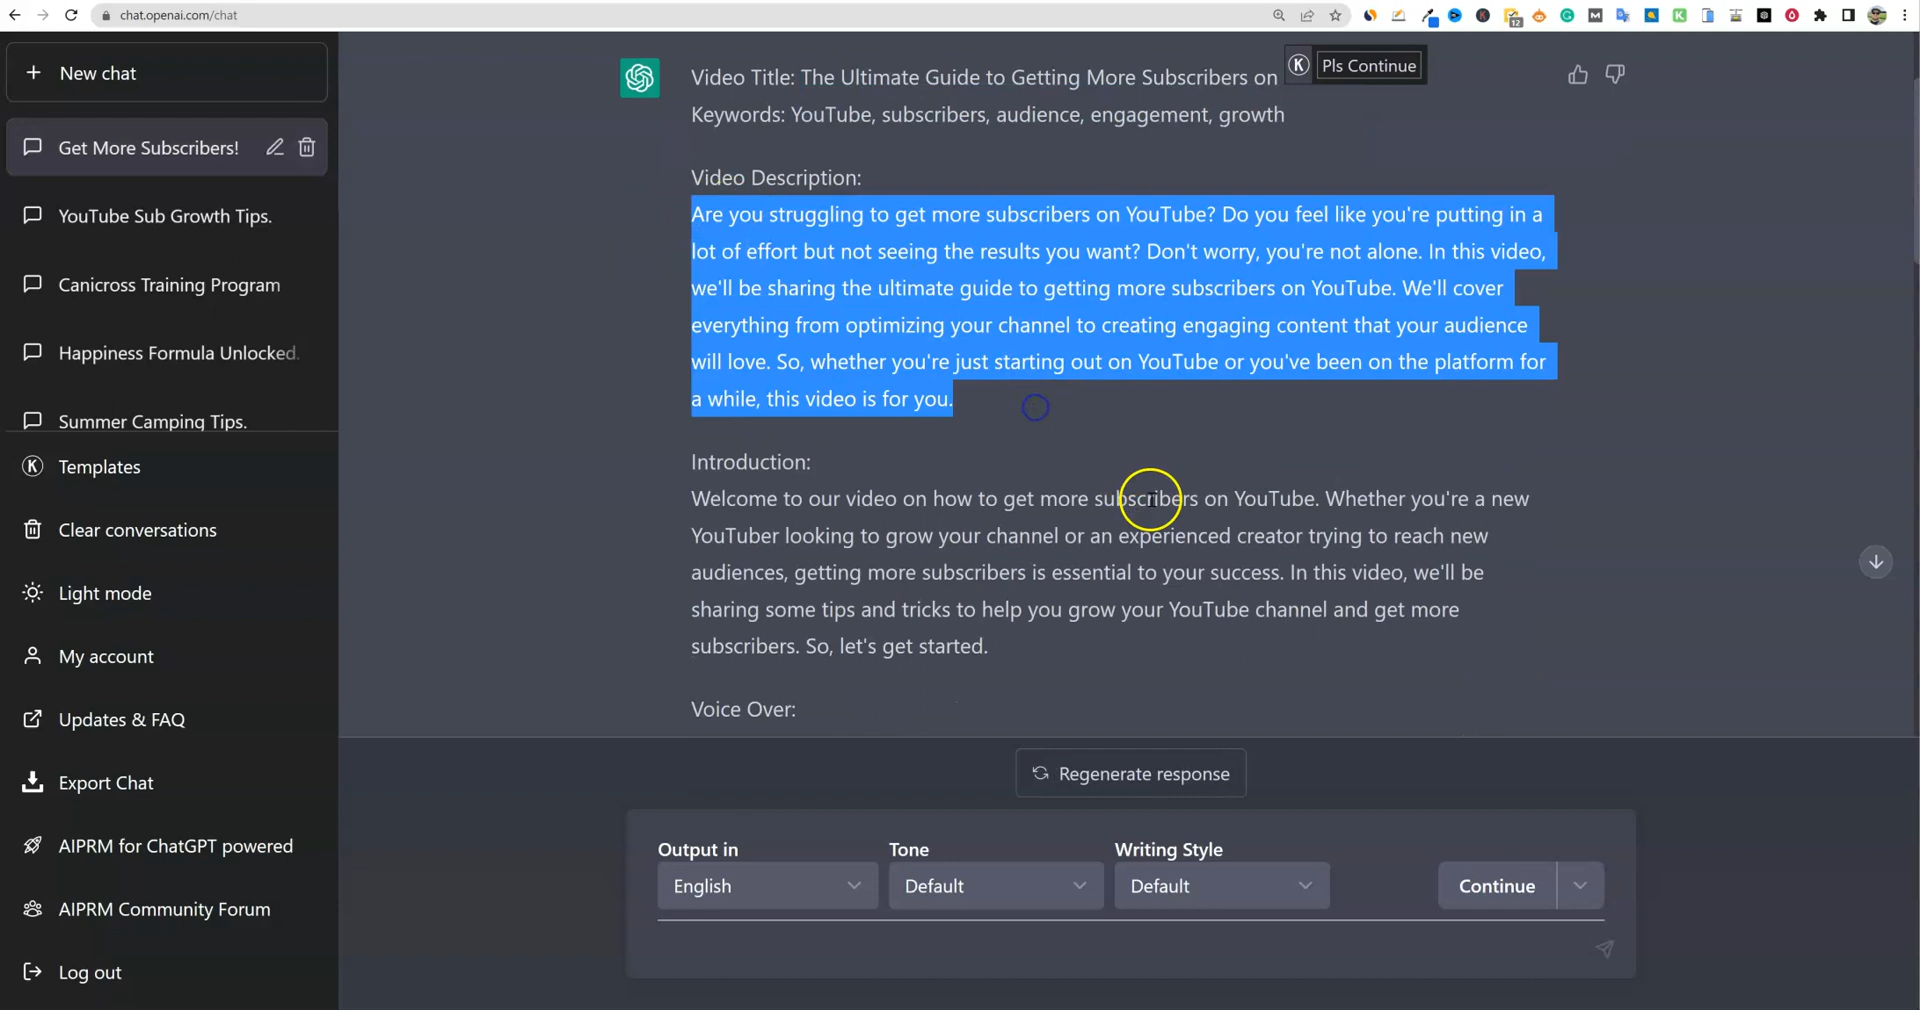 chat.openai.com/chat
12
New chat
Get More Subscribers!
YouTube Sub Growth Tips.
Canicross Training Program
Happiness Formula Unlocked.
Summer Camping Tips.
Templates
Clear conversations
Light mode
My account
Updates & FAQ
Export Chat
AIPRM for ChatGPT powered
AIPRM Community Forum
Log out
Video Title: The Ultimate Guide to Getting More Subscribers on
K Pls Continue
Keywords: YouTube, subscribers, audience, engagement, growth
Video Description:
Are you struggling to get more subscribers on YouTube? Do you feel like you're putting in a
lot of effort but not seeing the results you want? Don't worry, you're not alone. In this video,
we'll be sharing the ultimate guide to getting more subscribers on YouTube. We'll cover
everything from optimizing your channel to creating engaging content that your audience
will love. So, whether you're just starting out on YouTube or you've been on the platform for
a while, this video is for you.
Introduction:
Welcome to our video on how to get more subscribers on YouTube. Whether you're a new
YouTuber looking to grow your channel or an experienced creator trying to reach new
audiences, getting more subscribers is essential to your success. In this video, we'll be
sharing some tips and tricks to help you grow your YouTube channel and get more
subscribers. So, let's get started.
Voice Over:
Regenerate response
Output in
Tone
Writing Style
English
Default
Default
Continue